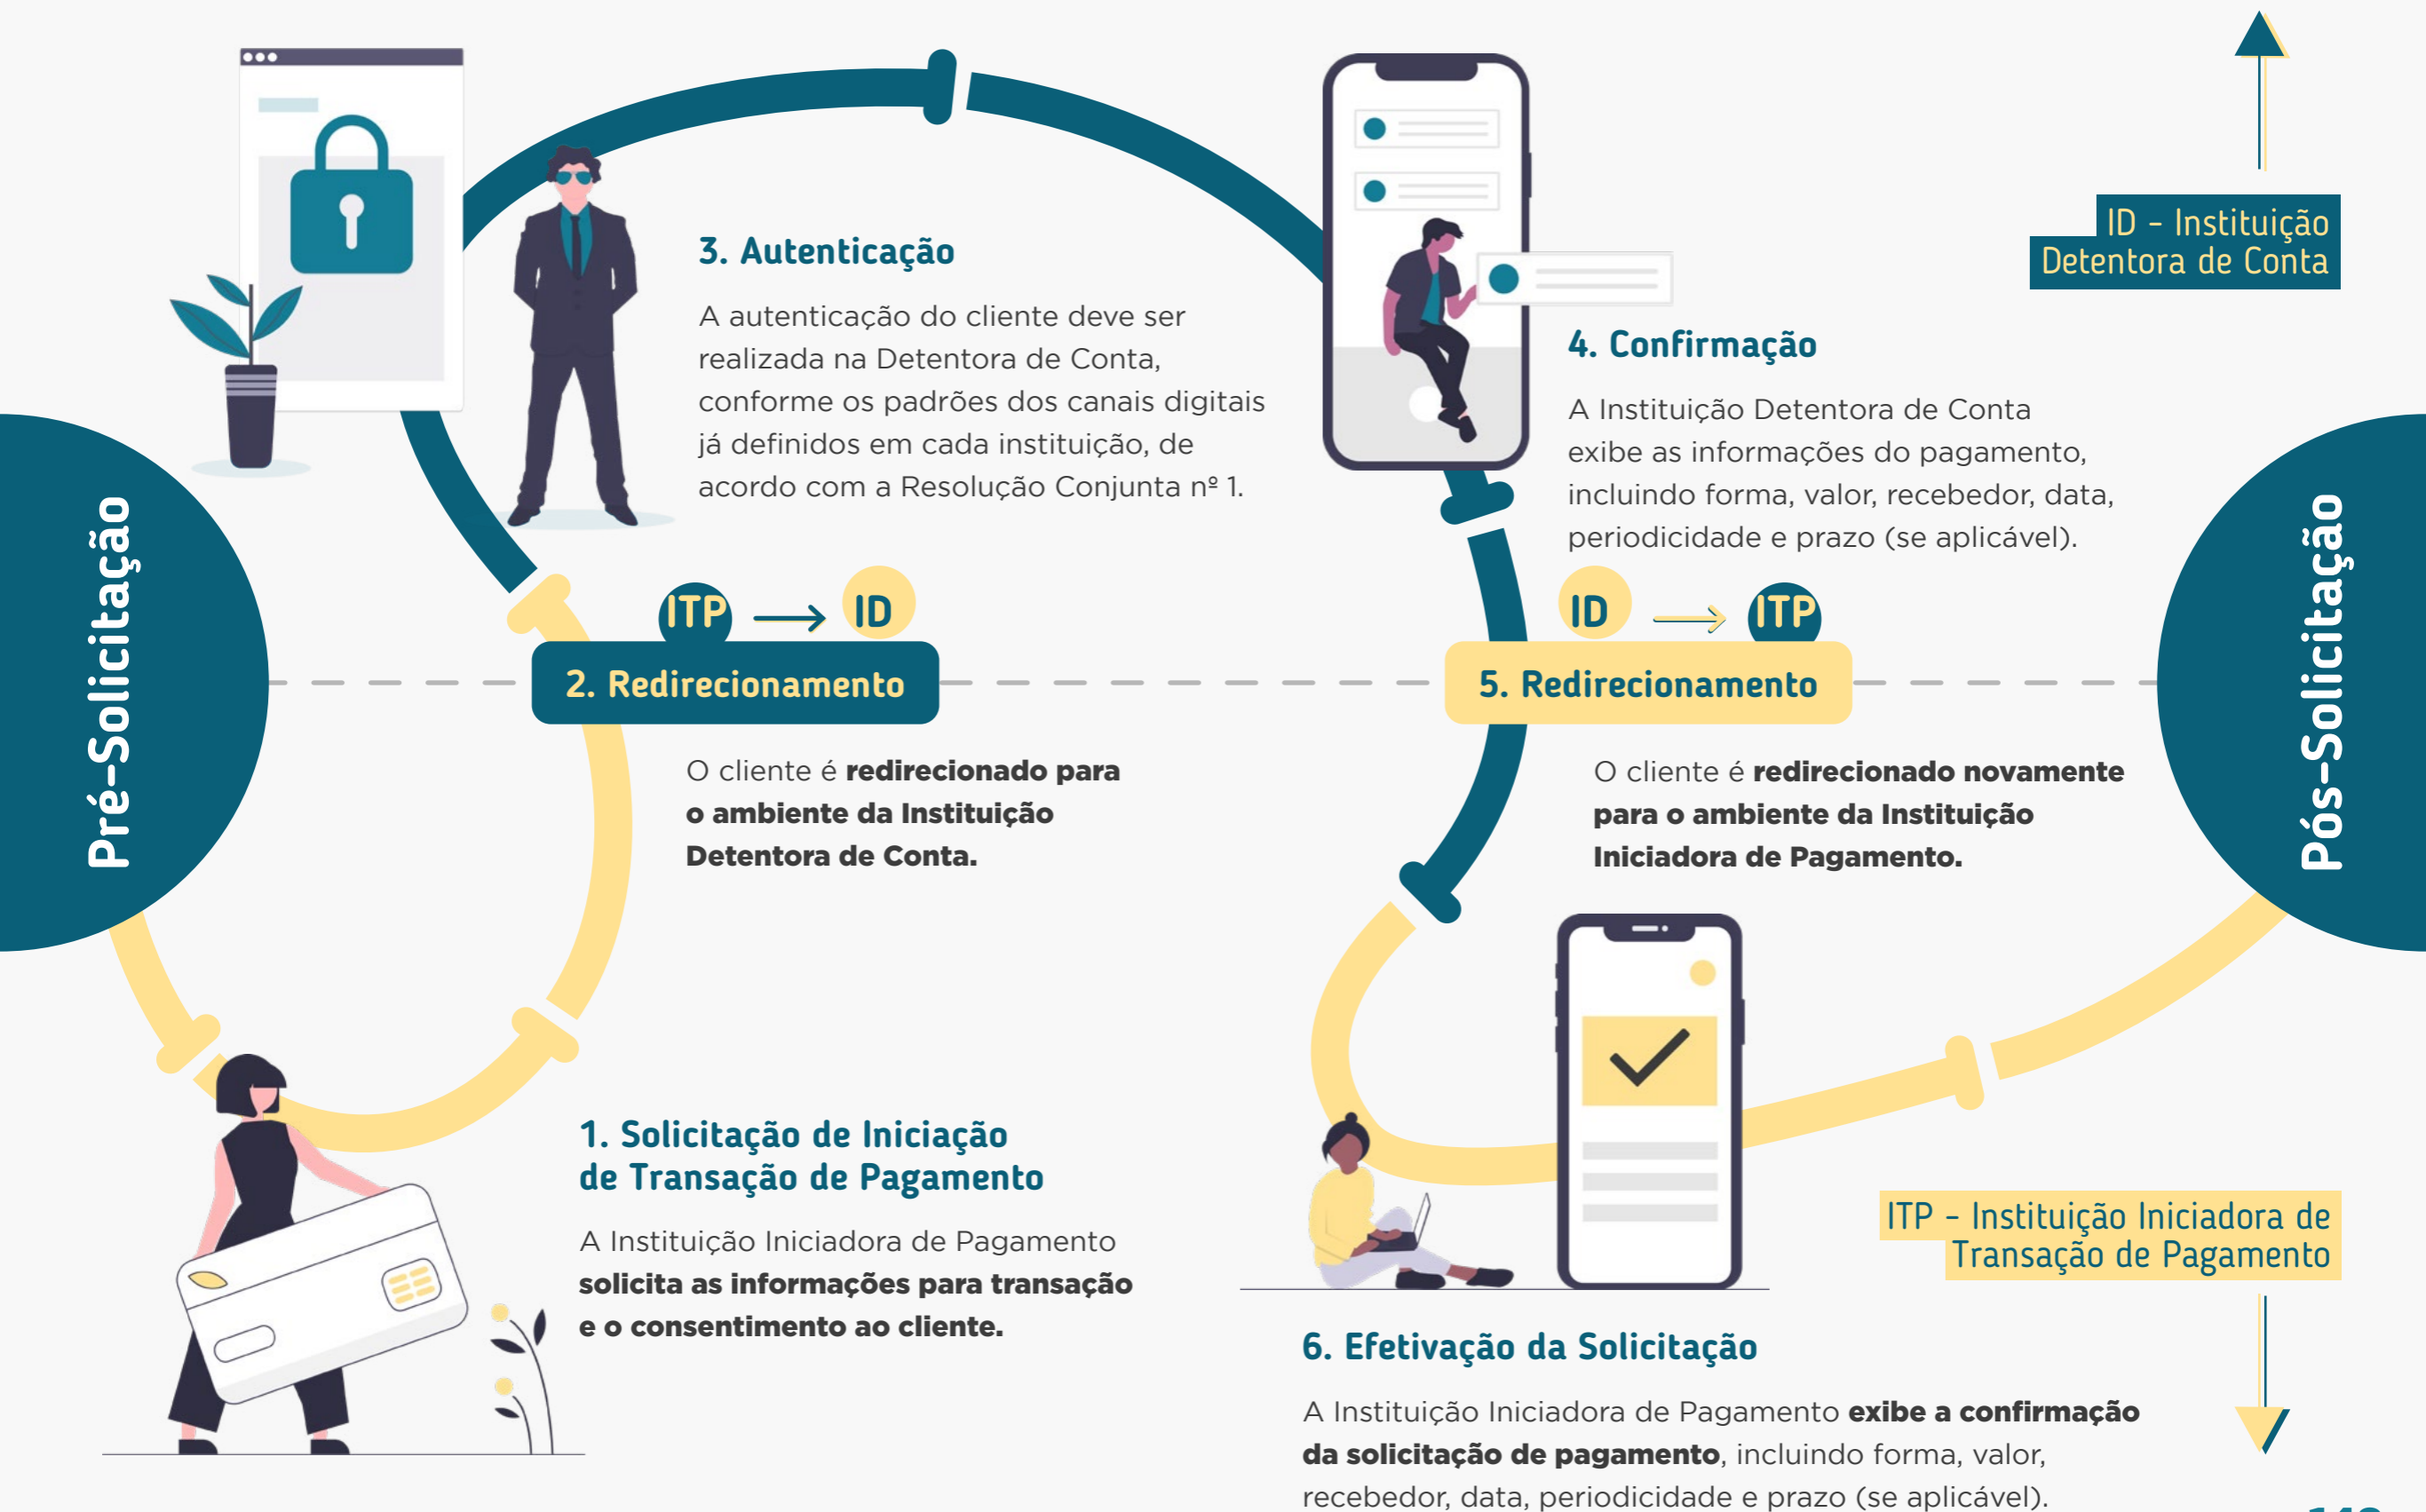 Pré-Solicitação
1. Solicitação de Iniciação
de Transação de Pagamento
A Instituição Iniciadora de Pagamento
solicita as informações para transação
e o consentimento ao cliente.
ITP
ID
2. Redirecionamento
O cliente é redirecionado para
o ambiente da Instituição
Detentora de Conta.
3. Autenticação
A autenticação do cliente deve ser
realizada na Detentora de Conta,
conforme os padrões dos canais digitais
já definidos em cada instituição, de
acordo com a Resolução Conjunta nº 1.
4. Confirmação
A Instituição Detentora de Conta
exibe as informações do pagamento,
incluindo forma, valor, recebedor, data,
periodicidade e prazo (se aplicável).
ID
ITP
5. Redirecionamento
O cliente é redirecionado novamente
para o ambiente da Instituição
Iniciadora de Pagamento.
6. Efetivação da Solicitação
A Instituição Iniciadora de Pagamento exibe a confirmação
da solicitação de pagamento, incluindo forma, valor,
recebedor, data, periodicidade e prazo (se aplicável).
Pós-Solicitação
ID - Instituição
Detentora de Conta
ITP - Instituição Iniciadora de
Transação de Pagamento